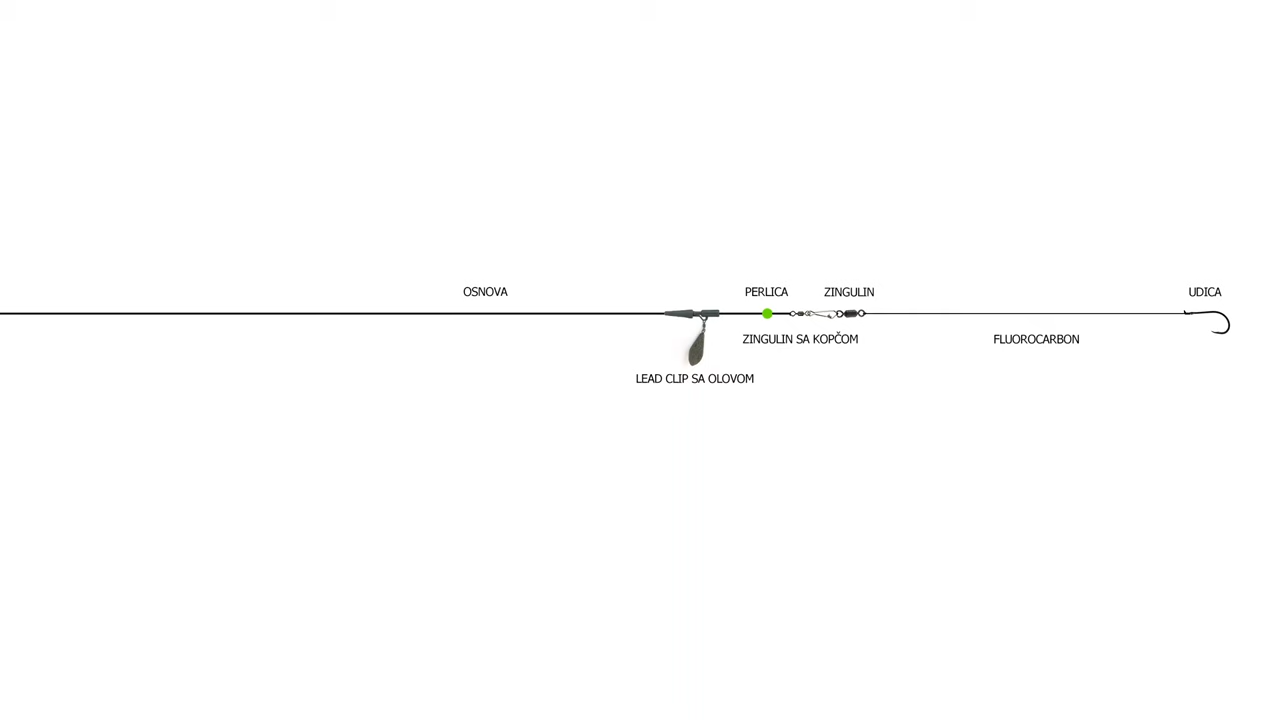 OSNOVA
PERLICA
ZINGULIN
UDICA
ZINGULIN SA KOPČOM
FLUOROCARBON
LEAD CLIP SA OLOVOM